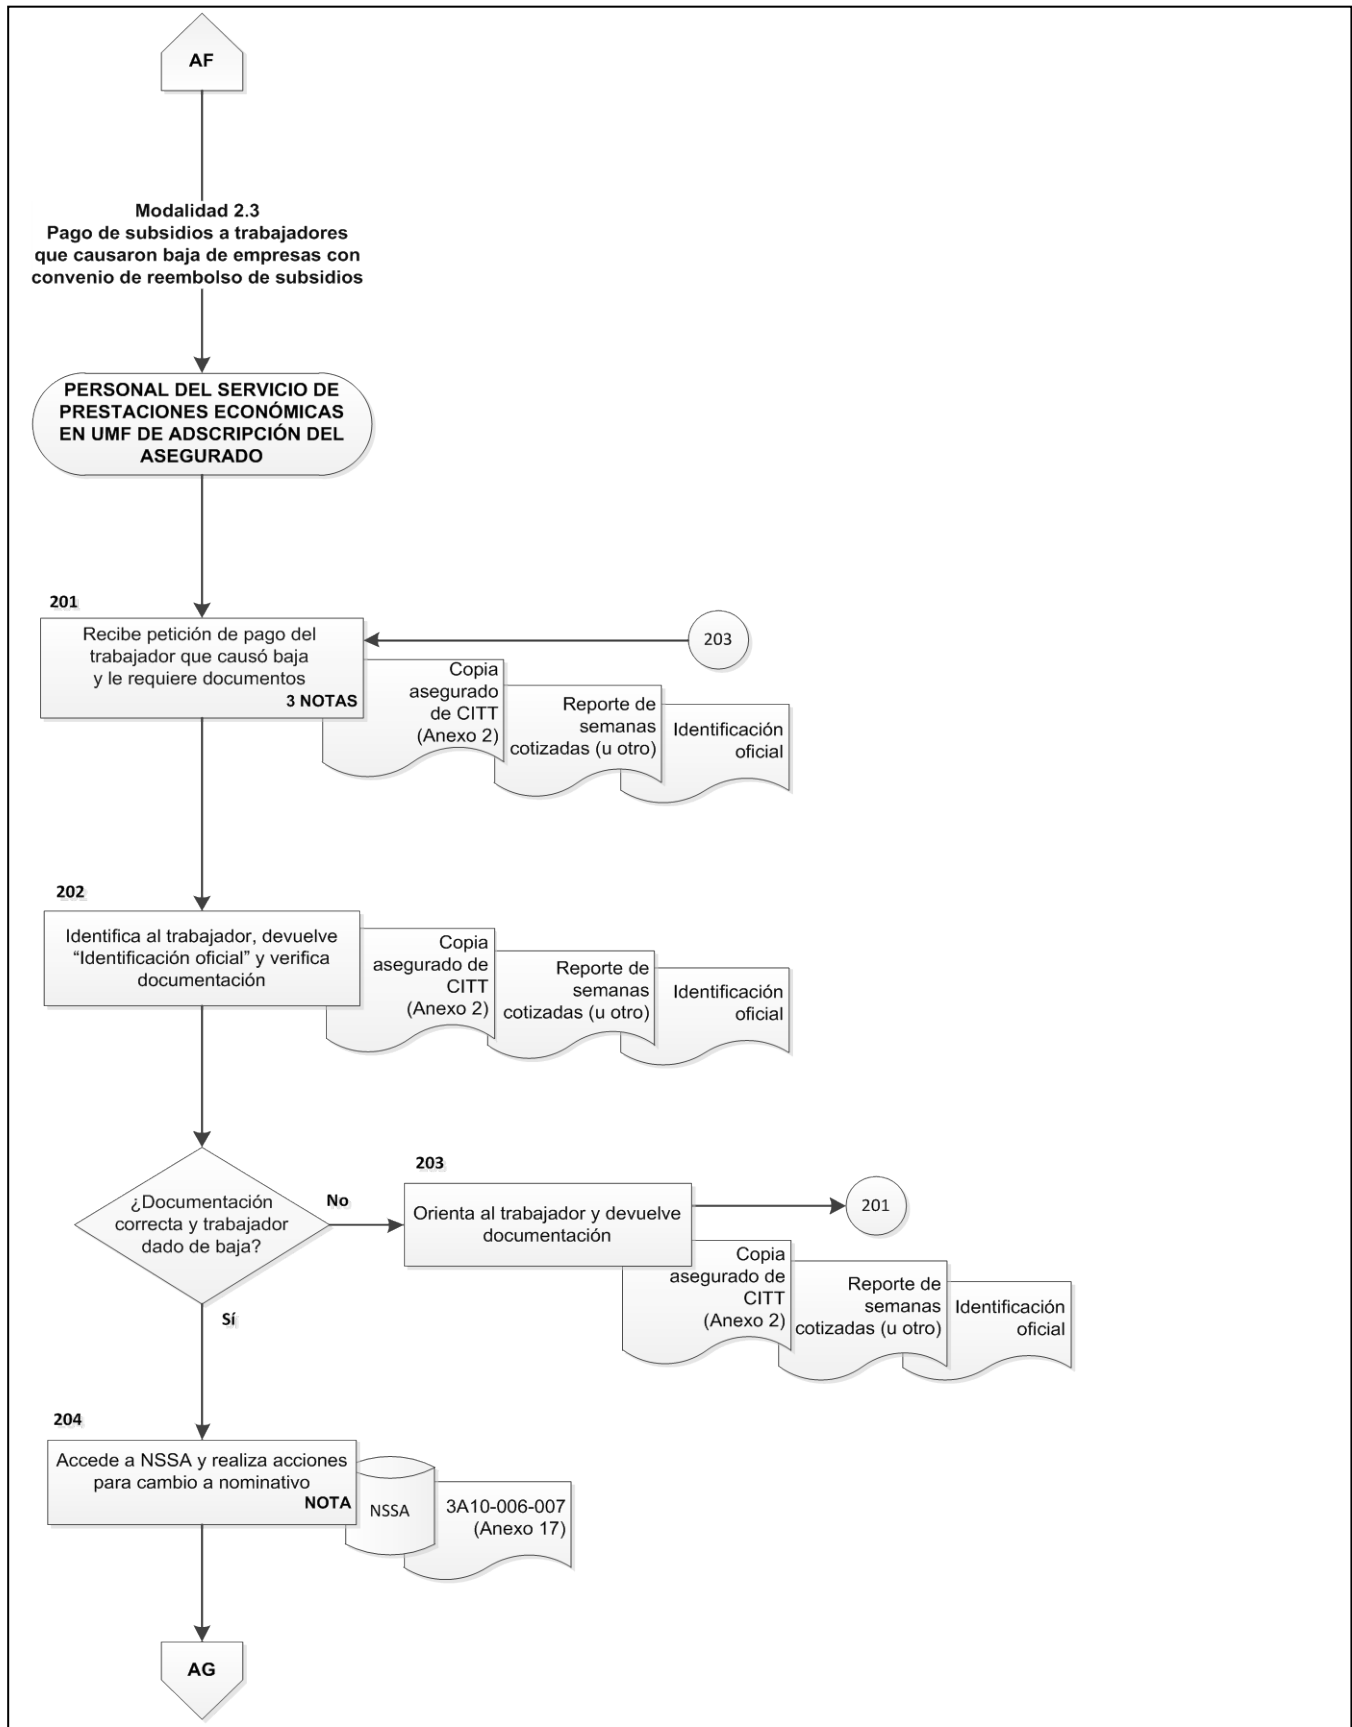 AF
Modalidad 2.3
Pago de subsidios a trabajadores
que causaron baja de empresas con
convenio de reembolso de subsidios
PERSONAL DEL SERVICIO DE
PRESTACIONES ECONÓMICAS
EN UMF DE ADSCRIPCIÓN DEL
ASEGURADO
201
Recibe petición de pago del
trabajador que causó baja
y le requiere documentos
3 NOTAS
203
Copia
asegurado
de CITT
(Anexo 2)
Reporte de
semanas
cotizadas (u otro)
Identificación
oficial
202
Identifica al trabajador, devuelve
“Identificación oficial” y verifica
documentación
Copia
asegurado de
CITT
(Anexo 2)
Reporte de
semanas
cotizadas (u otro)
Identificación
oficial
¿Documentación
correcta y trabajador
dado de baja?
No
203
Orienta al trabajador y devuelve
documentación
201
Copia
asegurado de
CITT
(Anexo 2)
Reporte de
semanas
cotizadas (u otro)
Identificación
oficial
Sí
204
Accede a NSSA y realiza acciones
para cambio a nominativo
NOTA
NSSA
3A10-006-007
(Anexo 17)
AG